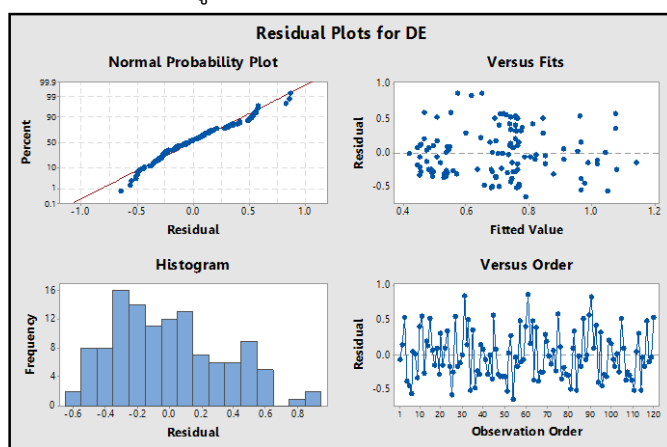 Residual Plots for DE
Normal Probability Plot
99.9
99
90
50
10
1
0.1
Percent
-1.0 -0.5 0.0 0.5 1.0
Residual
Versus Fits
1.0
0.5
0.0
-0.5
Residual
0.4 0.6 0.8 1.0 1.2
Fitted Value
Histogram
16
12
8
4
0
Frequency
-0.6 -0.4 -0.2 0.0 0.2 0.4 0.6 0.8
Residual
Versus Order
1.0
0.5
0.0
-0.5
Residual
1 10 20 30 40 50 60 70 80 90 100 110 120
Observation Order